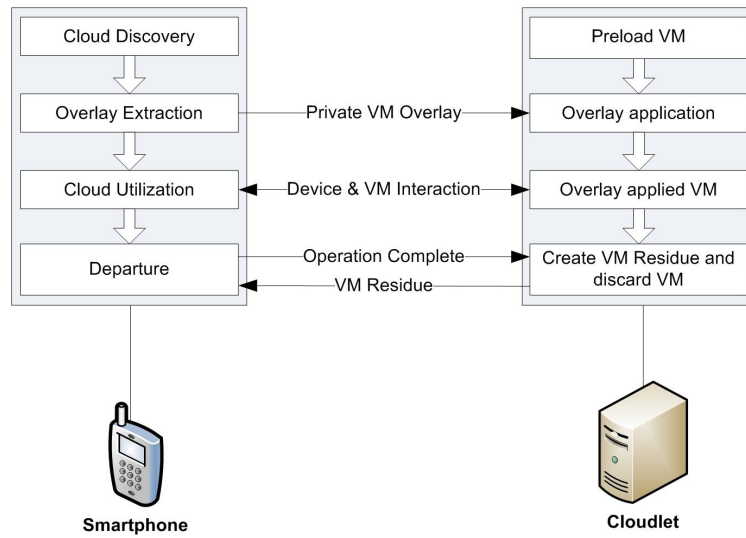 Cloud Discovery
Preload VM
Overlay Extraction
Private VM Overlay
Overlay application
Cloud Utilization
Device & VM Interaction
Overlay applied VM
Departure
Operation Complete
VM Residue
Create VM Residue and
discard VM
Smartphone
Cloudlet